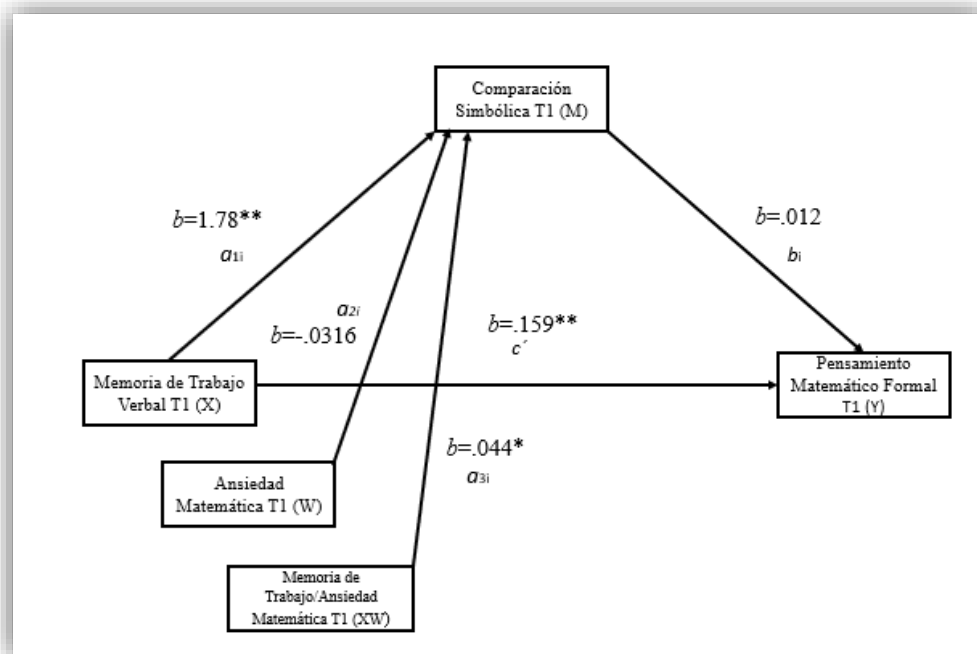 Comparación
Simbólica T1 (M)
b=1.78**
a1i
b=.012
bi
a2i
b=-.0316
b=.159**
c´
Memoria de Trabajo
Verbal T1 (X)
Pensamiento
Matemático Formal
T1 (Y)
b=.044*
a3i
Ansiedad
Matemática T1 (W)
Memoria de
Trabajo/Ansiedad
Matemática T1 (XW)